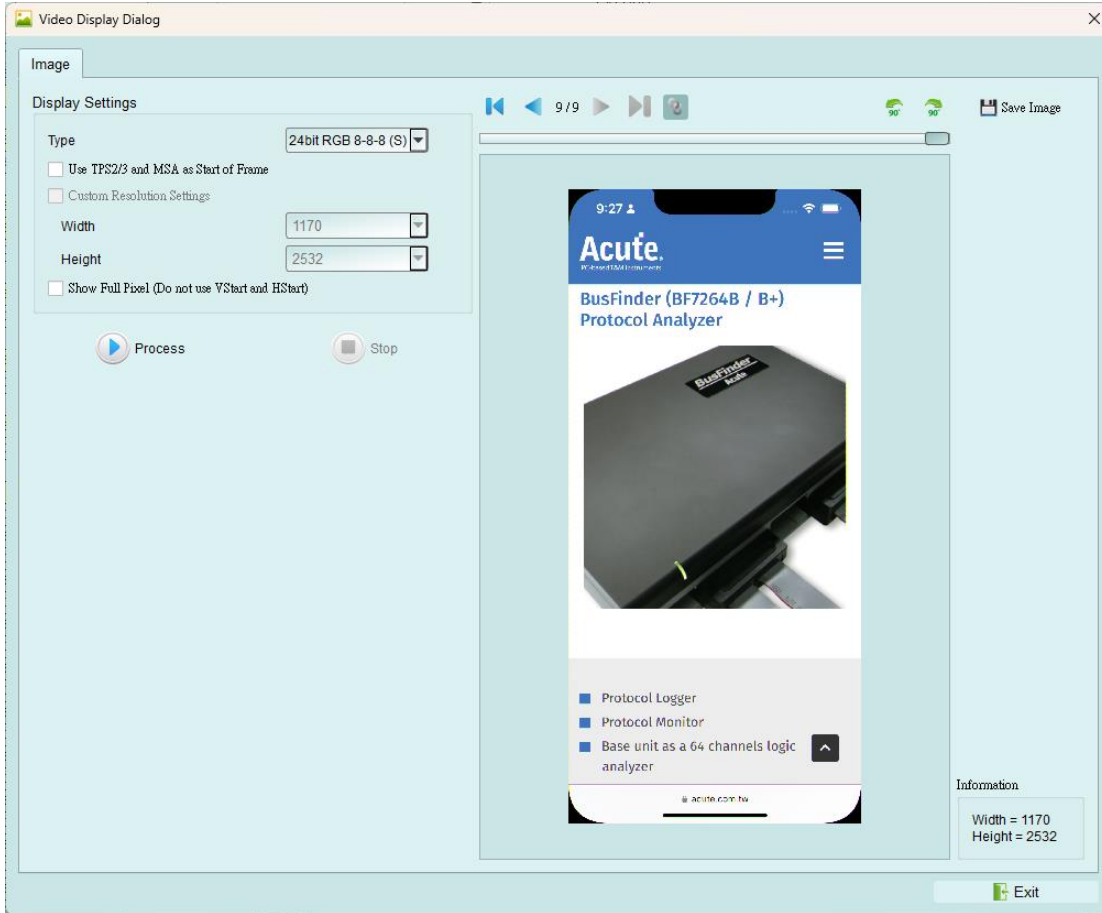 Video Display Dialog
Image
Display Settings
Type
24bit RGB 8-8-8 (S)
Use TPS2/3 and MSA as Start of Frame
Custom Resolution Settings
Width
1170
Height
2532
Show Full Pixel (Do not use VStart and HStart)
Process
Stop
9/9
90°
90°
Save Image
9:27
Acute.
PC-based T&M Instruments
BusFinder (BF7264B / B+)
Protocol Analyzer
BusFinder
Acute
Protocol Logger
Protocol Monitor
Base unit as a 64 channels logic
analyzer
acute.com.tw
Information
Width = 1170
Height = 2532
Exit